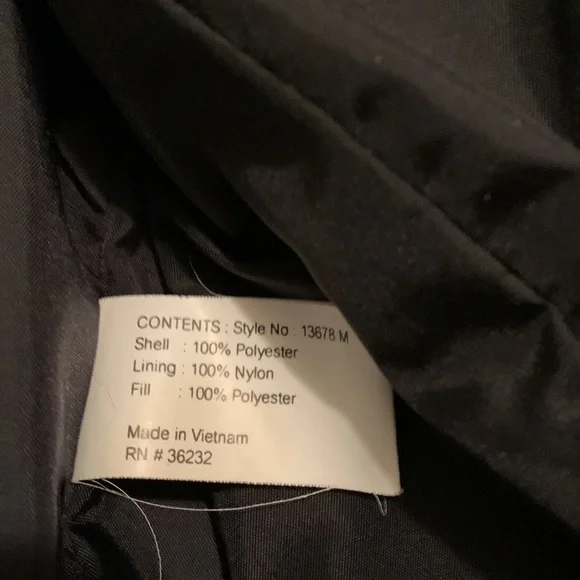 CONTENTS : Style No : 13678 M
Shell : 100% Polyester
Lining : 100% Nylon
Fill : 100% Polyester
Made in Vietnam
RN # 36232